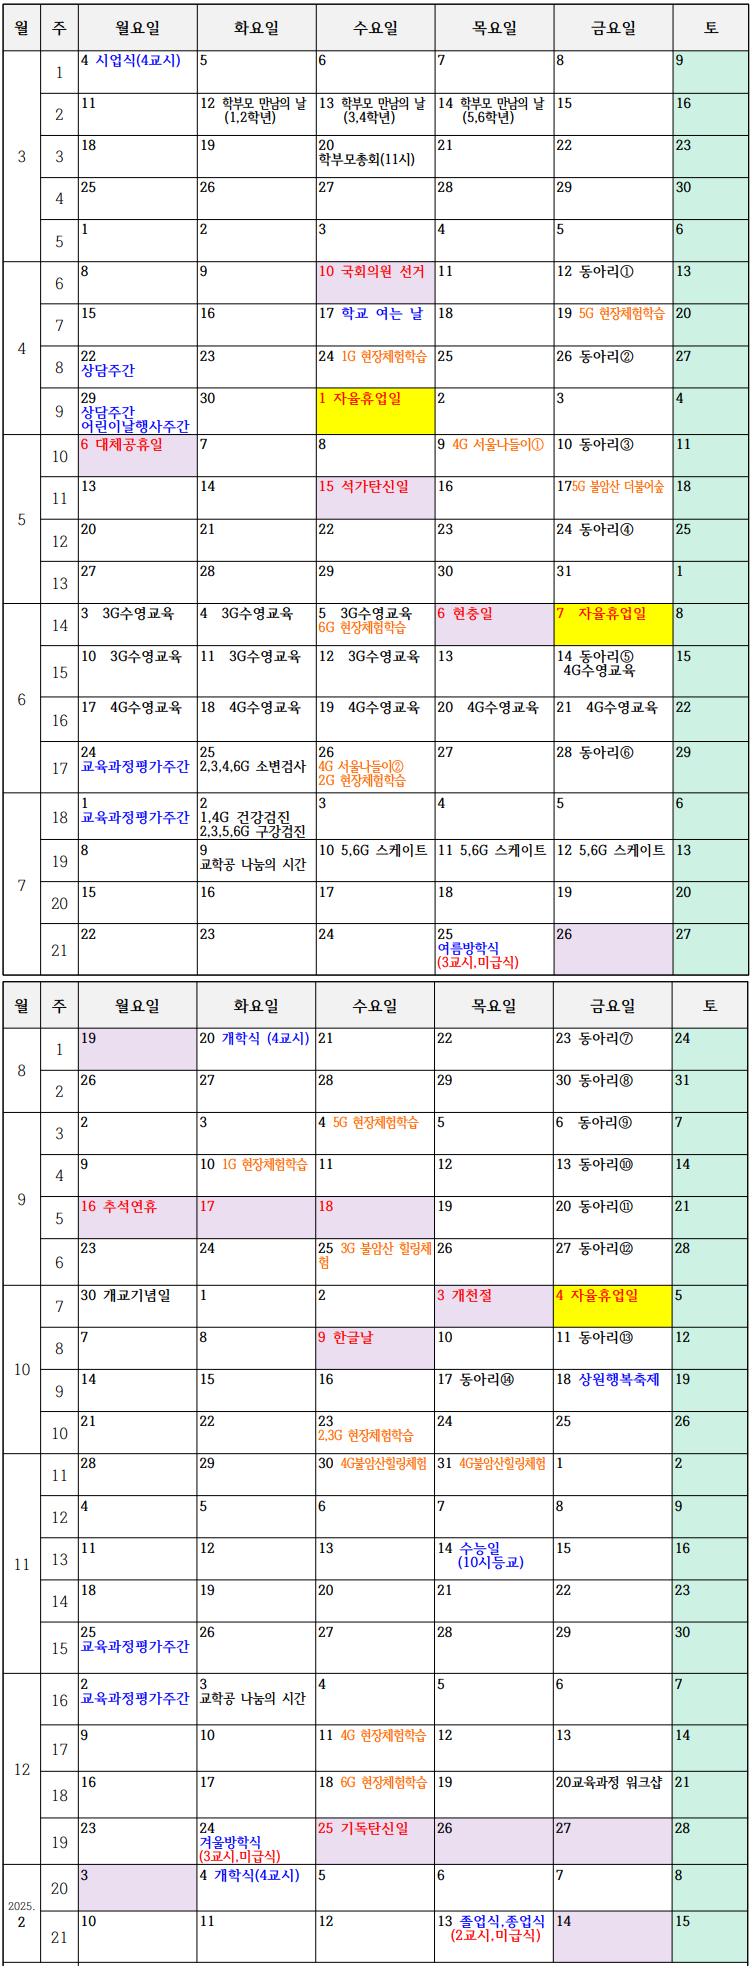 월 주 월요일 화요일 수요일 목요일 금요일 토
3
1 4 시업식(4교시) 5 6 7 8 9
2 11 12 학부모 만남의 날 13 학부모 만남의 날 14 학부모 만남의 날 15 16
(1,2학년) (3,4학년) (5,6학년)
3 18 19 20 21 22 23
학부모총회(11시)
4 25 26 27 28 29 30
5 1 2 3 4 5 6
4
6 8 9 10 국회의원 선거 11 12 동아리① 13
7 15 16 17 학교 여는 날 18 19 5G 현장체험학습 20
8 22 23 24 1G 현장체험학습 25 26 동아리② 27
상담주간
9 29 30 1 자율휴업일 2 3 4
상담주간
어린이날행사주간
5
10 6 대체공휴일 7 8 9 4G 서울나들이① 10 동아리③ 11
11 13 14 15 석가탄신일 16 17 5G 불암산 더불어숲 18
12 20 21 22 23 24 동아리④ 25
13 27 28 29 30 31 1
6
14 3 3G수영교육 4 3G수영교육 5 3G수영교육 6 현충일 7 자율휴업일 8
6G 현장체험학습
15 10 3G수영교육 11 3G수영교육 12 3G수영교육 13 14 동아리⑤ 15
4G수영교육
16 17 4G수영교육 18 4G수영교육 19 4G수영교육 20 4G수영교육 21 4G수영교육 22
17 24 25 26 27 28 동아리⑥ 29
교육과정평가주간 2,3,4,6G 소변검사 4G 서울나들이②
2G 현장체험학습
7
18 1 2 3 4 5 6
교육과정평가주간 1,4G 건강검진
2,3,5,6G 구강검진
19 8 9 10 5,6G 스케이트 11 5,6G 스케이트 12 5,6G 스케이트 13
교학공 나눔의 시간
20 15 16 17 18 19 20
21 22 23 24 25 26 27
여름방학식
(3교시,미급식)
월 주 월요일 화요일 수요일 목요일 금요일 토
8
1 19 20 개학식 (4교시) 21 22 23 동아리⑦ 24
2 26 27 28 29 30 동아리⑧ 31
9
3 2 3 4 5G 현장체험학습 5 6 동아리⑨ 7
4 9 10 1G 현장체험학습 11 12 13 동아리⑩ 14
5 16 추석연휴 17 18 19 20 동아리⑪ 21
6 23 24 25 3G 불암산 힐링체 26 27 동아리⑫ 28
험
10
7 30 개교기념일 1 2 3 개천절 4 자율휴업일 5
8 7 8 9 한글날 10 11 동아리⑬ 12
9 14 15 16 17 동아리⑭ 18 상원행복축제 19
10 21 22 23 24 25 26
2,3G 현장체험학습
11
11 28 29 30 4G불암산힐링체험 31 4G불암산힐링체험 1 2
12 4 5 6 7 8 9
13 11 12 13 14 수능일 15 16
(10시등교)
14 18 19 20 21 22 23
15 25 26 27 28 29 30
교육과정평가주간
12
16 2 3 4 5 6 7
교육과정평가주간 교학공 나눔의 시간
17 9 10 11 4G 현장체험학습 12 13 14
18 16 17 18 6G 현장체험학습 19 20교육과정 워크샵 21
19 23 24 25 기독탄신일 26 27 28
겨울방학식
(3교시,미급식)
2025.
2
20 3 4 개학식(4교시) 5 6 7 8
21 10 11 12 13 졸업식,종업식 14 15
(2교시,미급식)